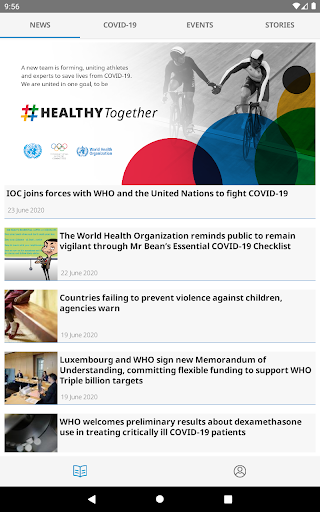 9:56
NEWS COVID-19 EVENTS STORIES
A new team is forming, uniting athletes
and experts to save lives from COVID-19.
We are united in one goal, to be
#HEALTHY Together
World Health
Organization
IOC joins forces with WHO and the United Nations to fight COVID-19
23 June 2020
The World Health Organization reminds public to remain
vigilant through Mr Bean's Essential COVID-19 Checklist
22 June 2020
Countries failing to prevent violence against children,
agencies warn
19 June 2020
Luxembourg and WHO sign new Memorandum of
Understanding, committing flexible funding to support WHO
Triple billion targets
19 June 2020
WHO welcomes preliminary results about dexamethasone
use in treating critically ill COVID-19 patients